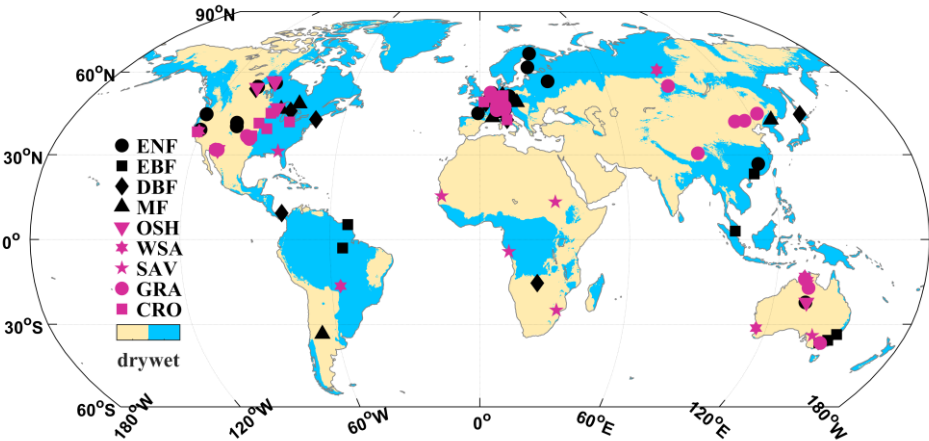 90°N
60°N
30°N
0°
30°S
60°S
ENF
EBF
DBF
MF
OSH
WSA
SAV
GRA
CRO
drywet
180°W
120°W
60°W
0°
60°E
120°E
180°W